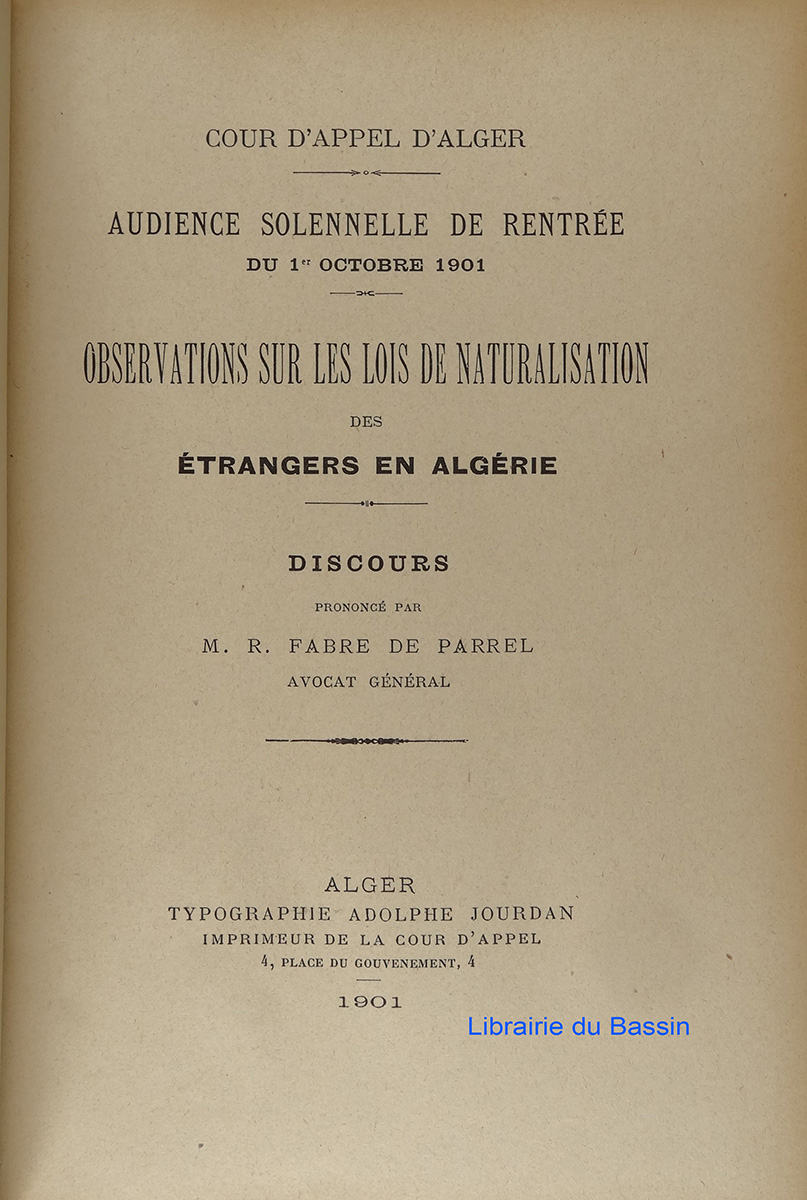 COUR D'APPEL D'ALGER
AUDIENCE SOLENNELLE DE RENTRÉE
DU 1er OCTOBRE 1901
OBSERVATIONS SUR LES LOIS DE NATURALISATION
DES
ÉTRANGERS EN ALGÉRIE
DISCOURS
PRONONCÉ PAR
M. R. FABRE DE PARREL
AVOCAT GÉNÉRAL
ALGER
TYPOGRAPHIE ADOLPHE JOURDAN
IMPRIMEUR DE LA COUR D'APPEL
4, PLACE DU GOUVENEMENT, 4
1901
Librairie du Bassin